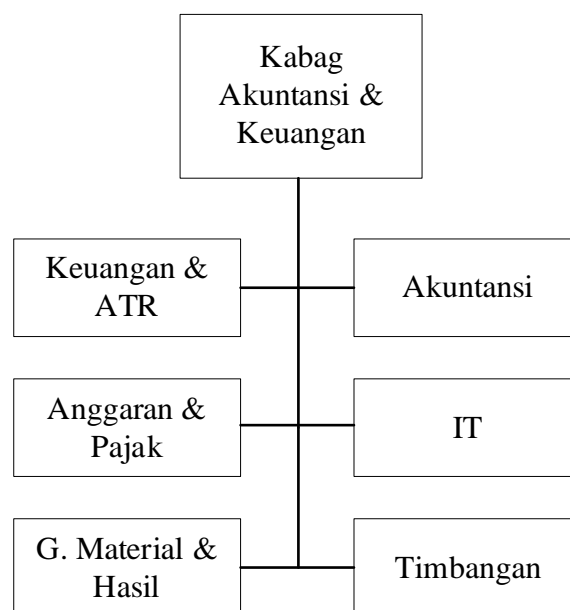 Kabag
Akuntansi &
Keuangan
Keuangan &
ATR
Akuntansi
Anggaran &
Pajak
IT
G. Material &
Hasil
Timbangan